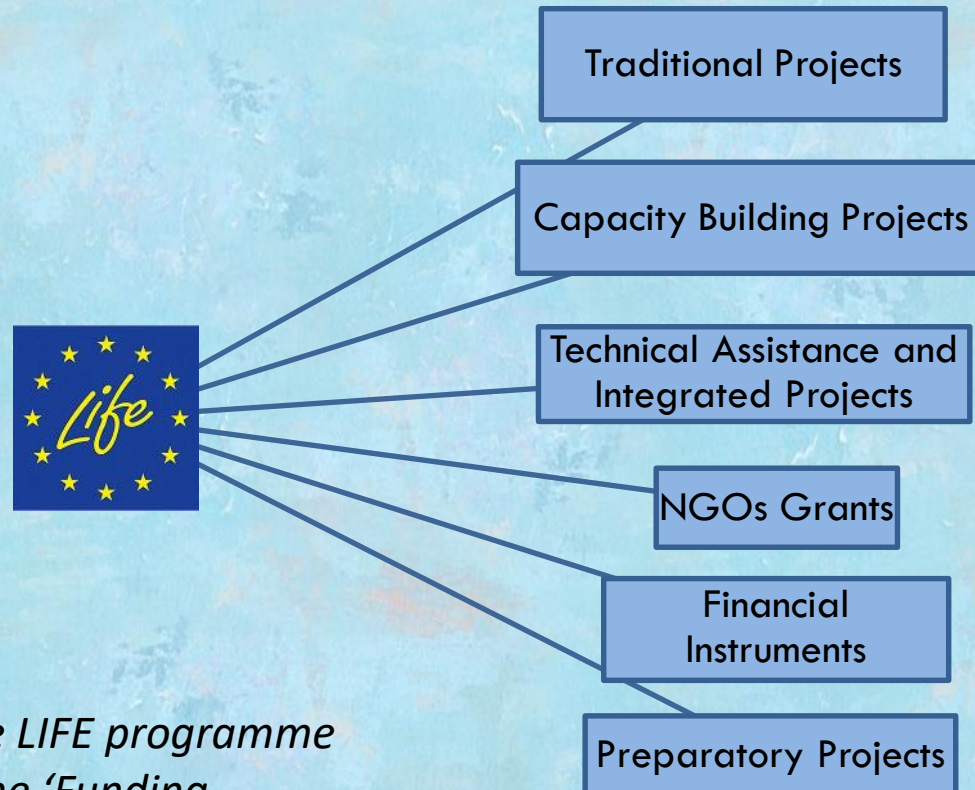 Traditional Projects
Capacity Building Projects
Technical Assistance and
Integrated Projects
Life
NGOs Grants
Financial
Instruments
LIFE programme
Preparatory Projects
‘Funding